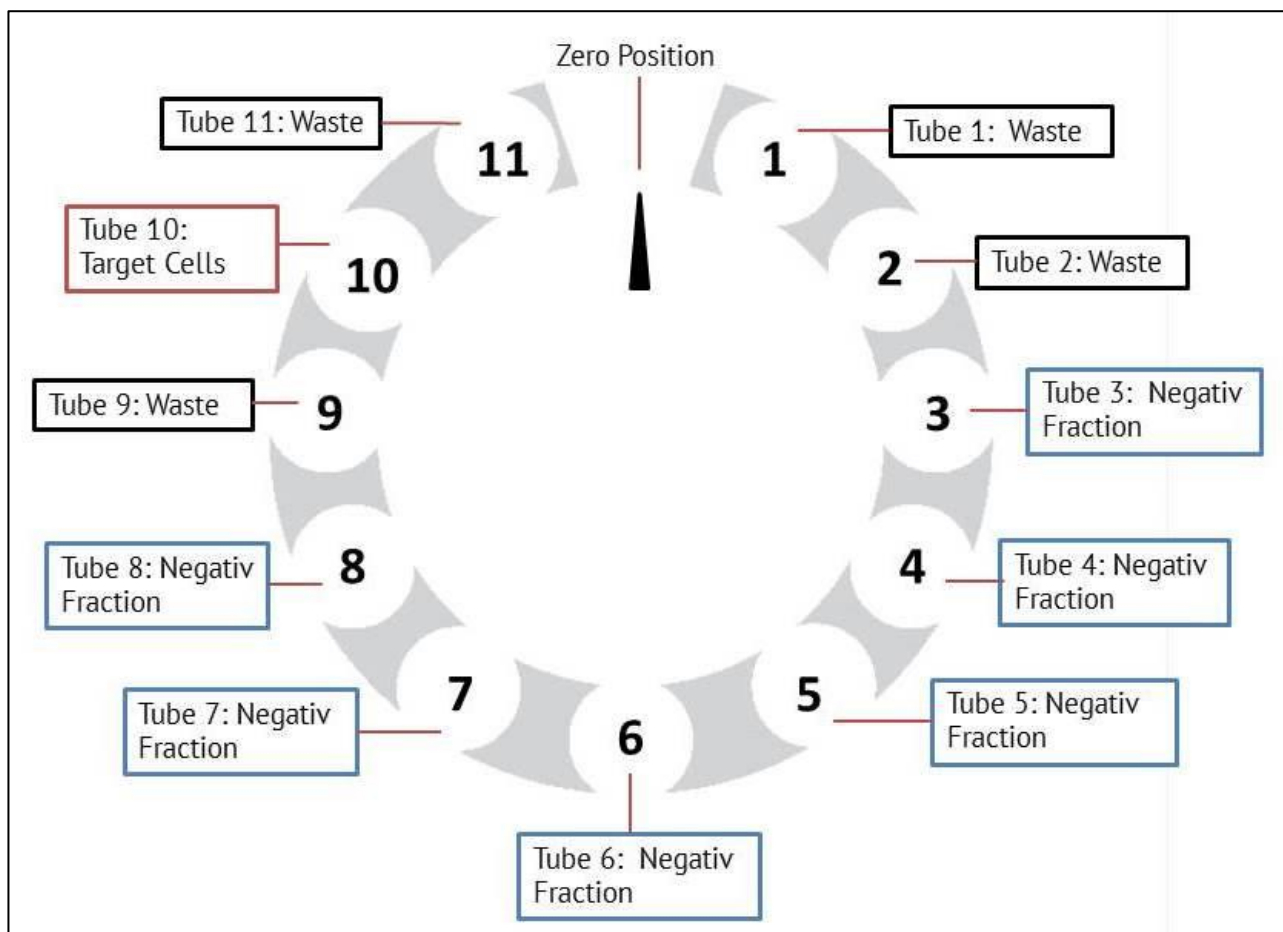 Zero Position
Tube 11: Waste
11
1
Tube 1: Waste
Tube 10:
Target Cells
10
2
Tube 2: Waste
Tube 9: Waste
9
3
Tube 3: Negativ
Fraction
Tube 8: Negativ
Fraction
8
4
Tube 4: Negativ
Fraction
Tube 7: Negativ
Fraction
7
5
Tube 5: Negativ
Fraction
6
Tube 6: Negativ
Fraction